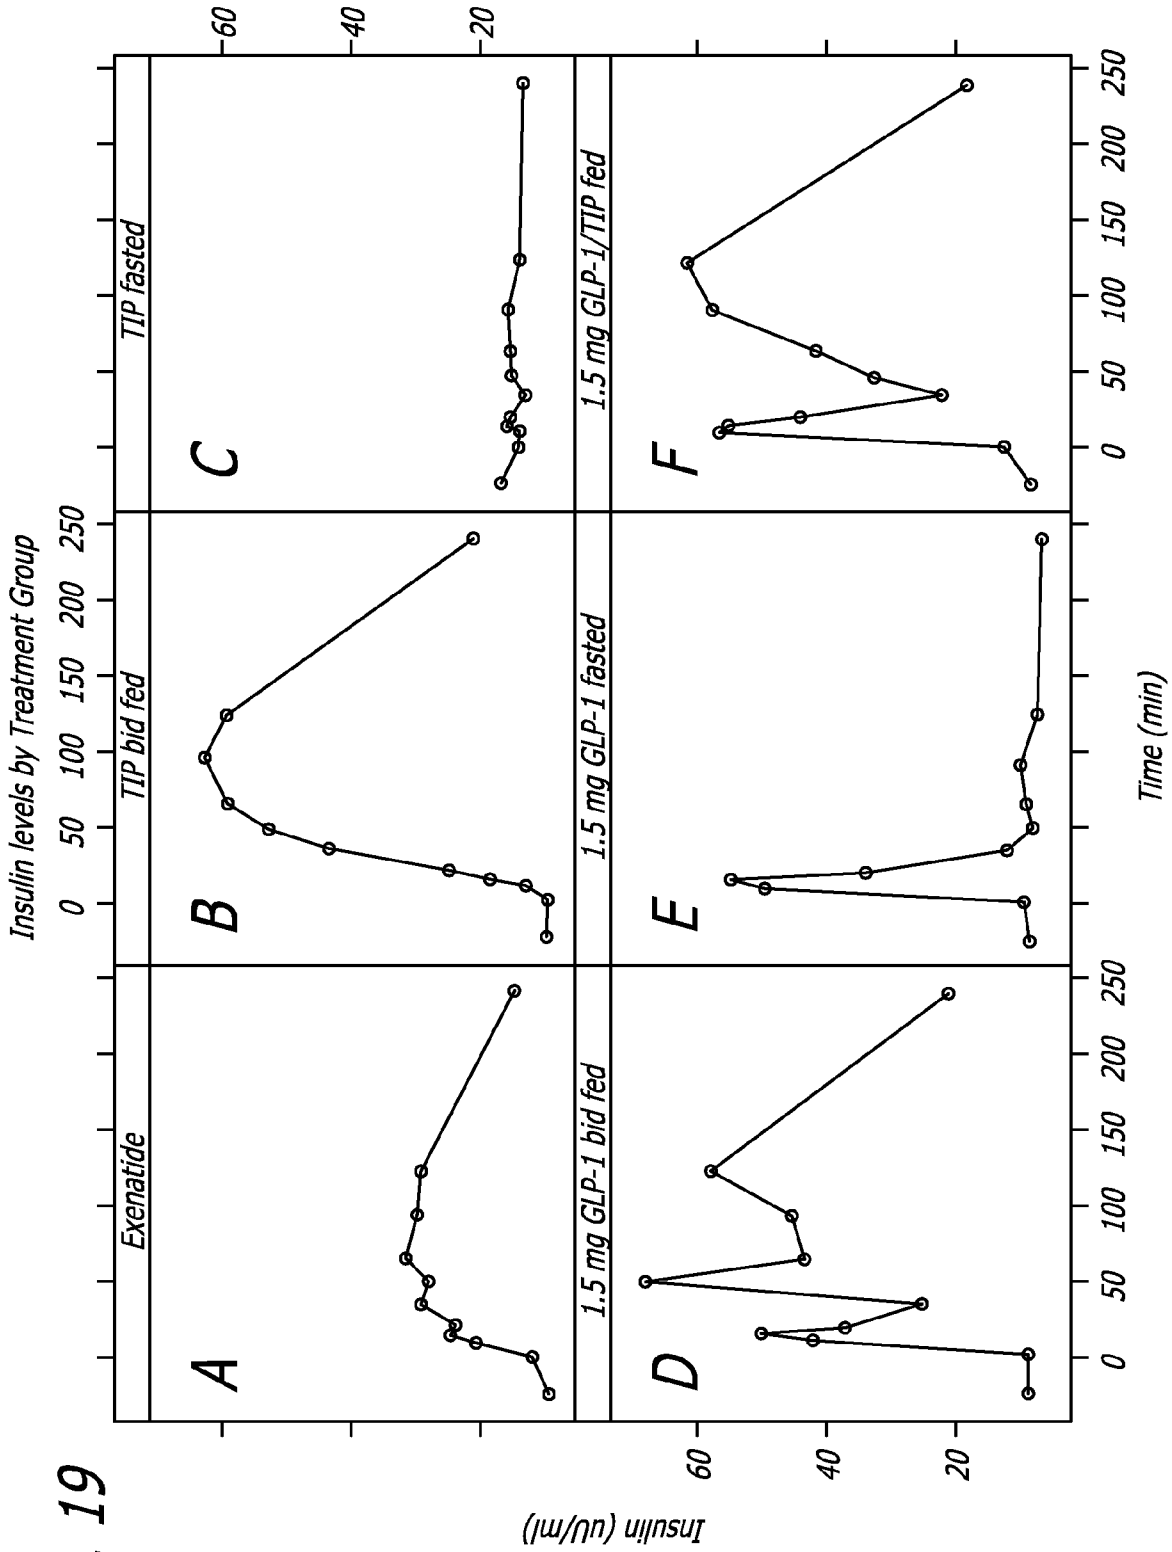 . 19
Insulin levels by Treatment Group
0 50 100 150 200 250
Exenatide TIP bid fed TIP fasted
A B C
60
40
20
1.5 mg GLP-1 bid fed 1.5 mg GLP-1 fasted 1.5 mg GLP-1/TIP fed
D E F
60
40
20
Insulin (uU/ml)
0 50 100 150 200 250 0 50 100 150 200 250
Time (min)